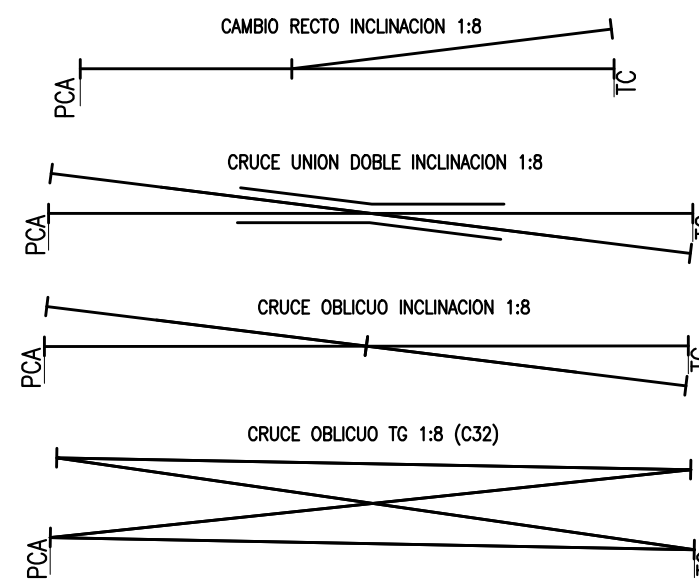 CAMBIO RECTO INCLINACION 1:8
PCA
TC
CRUCE UNION DOBLE INCLINACION 1:8
PCA
CRUCE OBLICUO INCLINACION 1:8
PCA
TC
CRUCE OBLICUO TG 1:8 (C32)
PCA